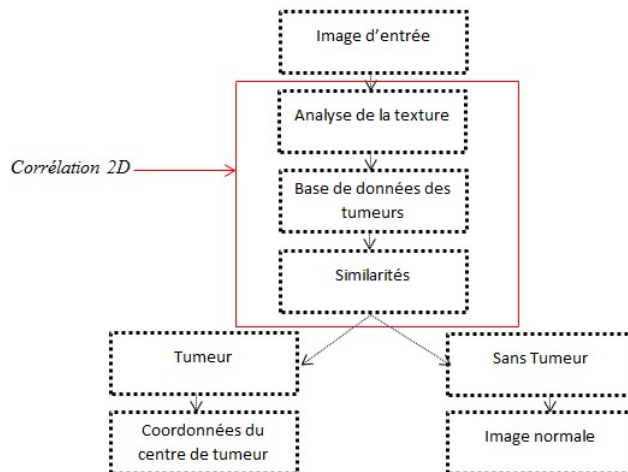 Image d’entrée
Analyse de la texture
Corrélation 2D
Base de données des
tumeurs
Similarités
Tumeur
Sans Tumeur
Coordonnées du
centre de tumeur
Image normale